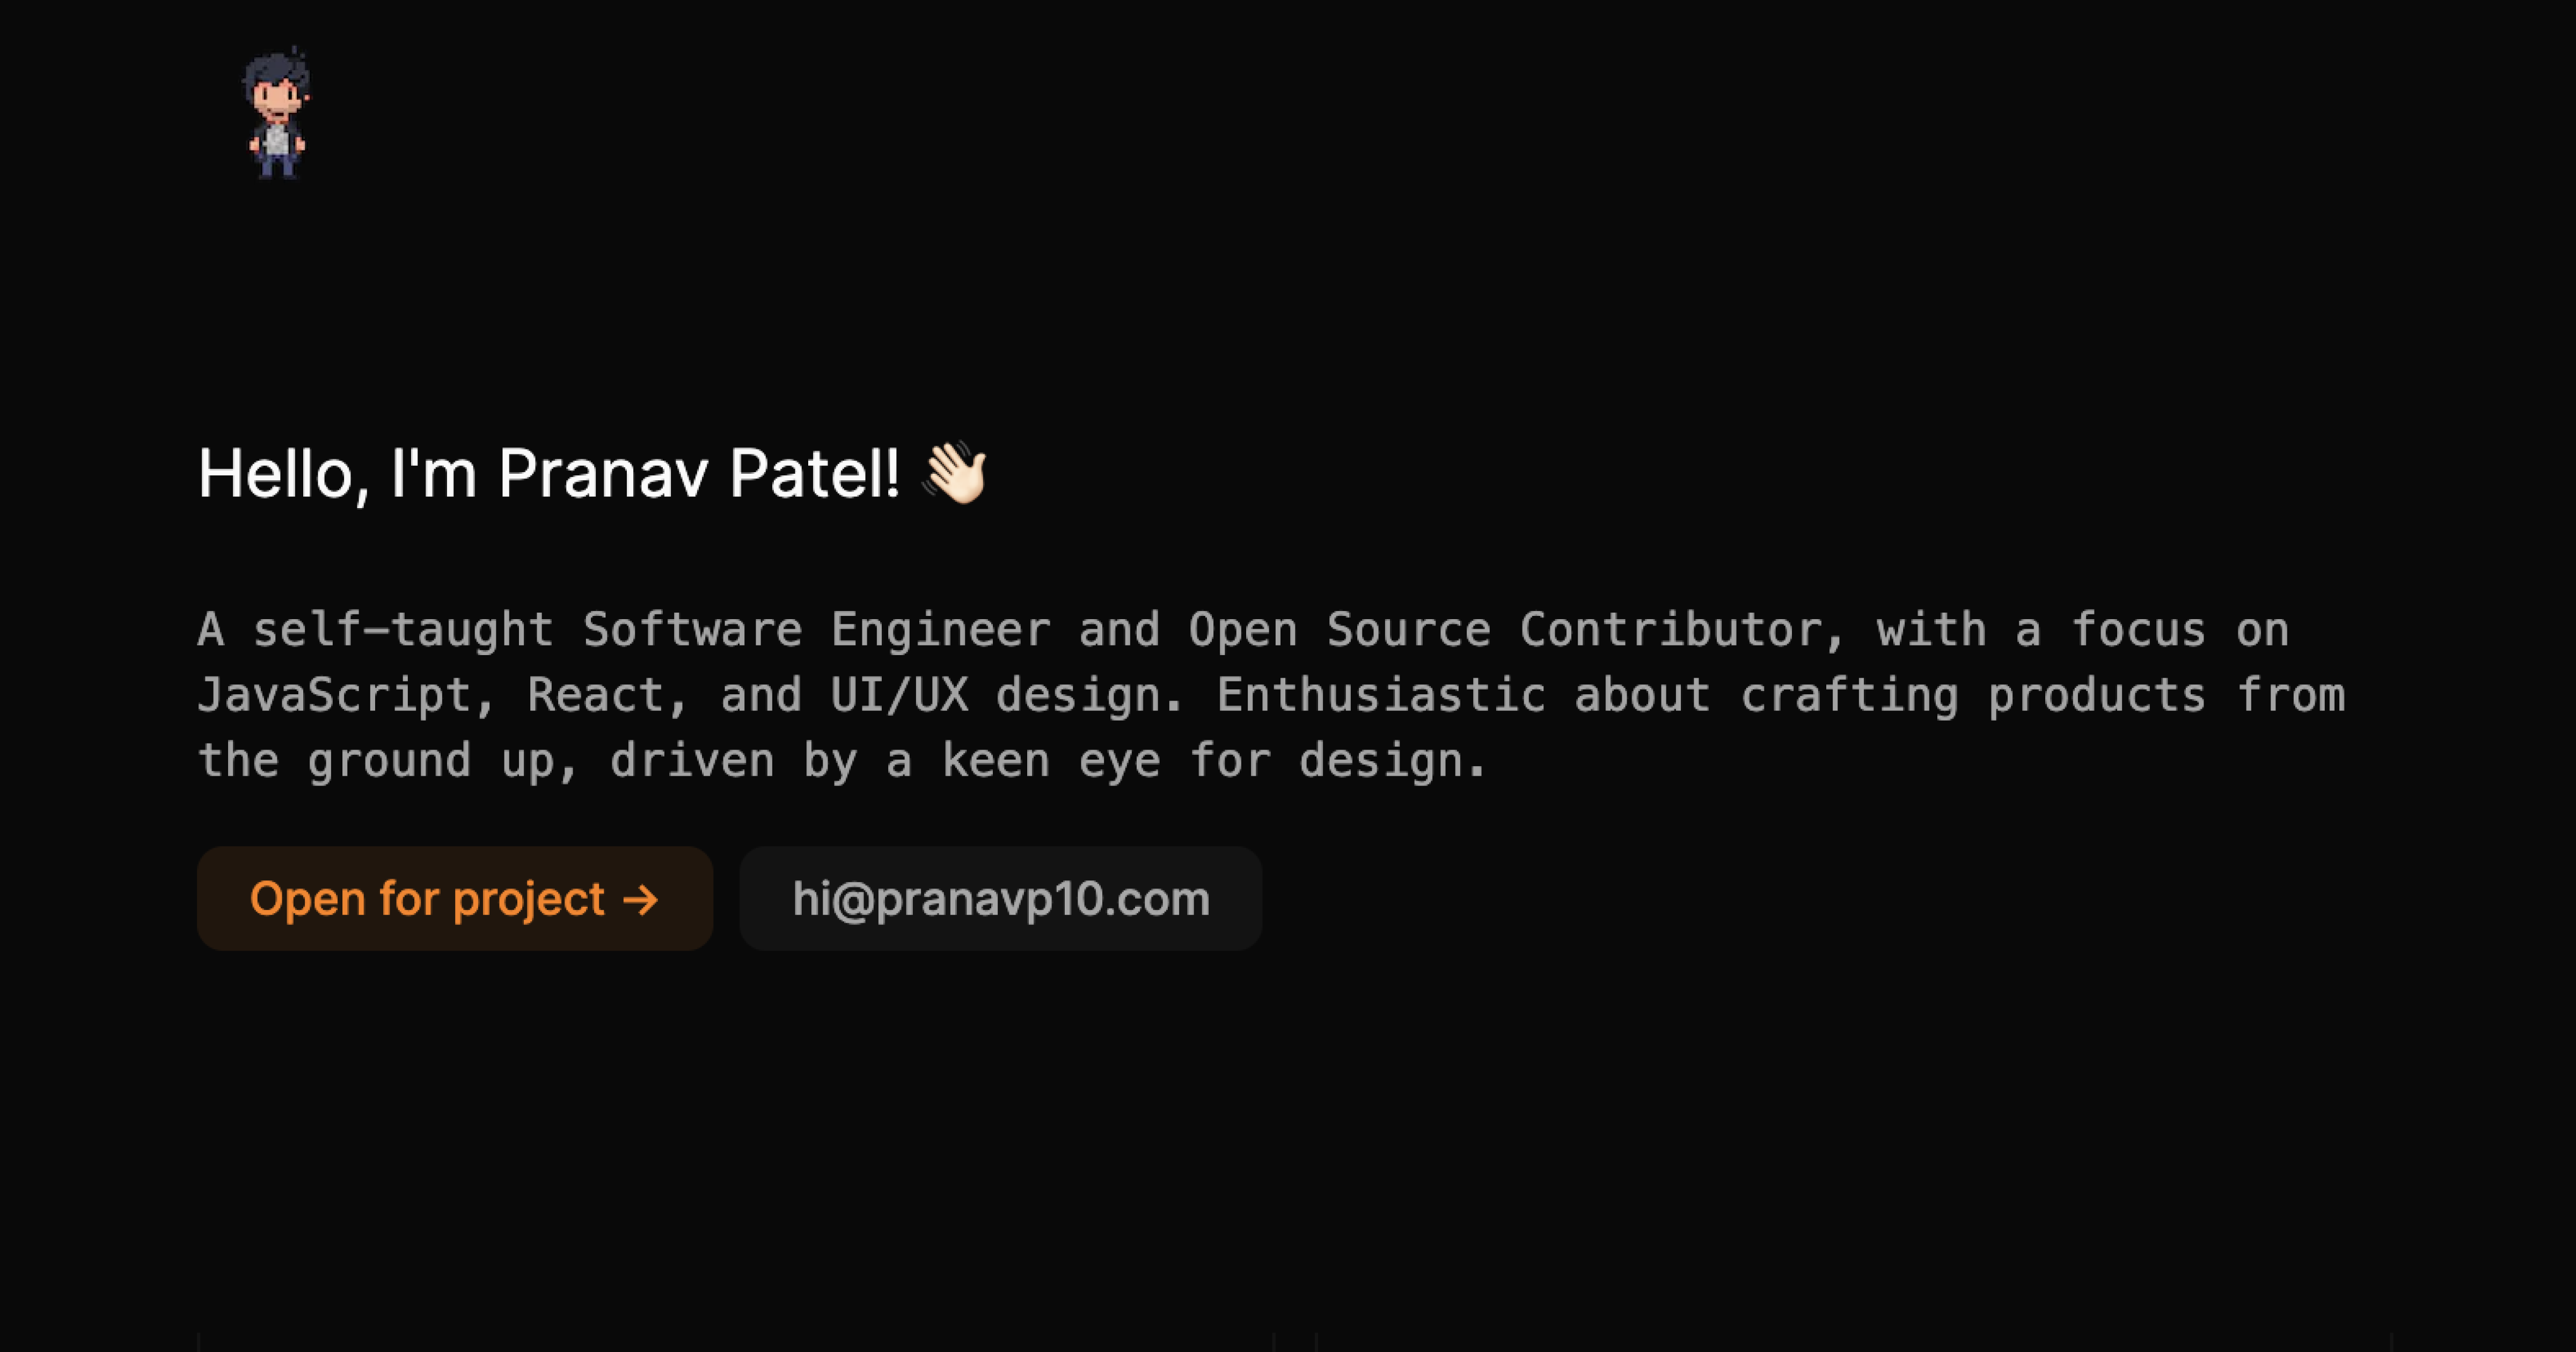 Hello, I'm Pranav Patel! 👋🏻
A self-taught Software Engineer and Open Source Contributor, with a focus on
JavaScript, React, and UI/UX design. Enthusiastic about crafting products from
the ground up, driven by a keen eye for design.
Open for project →
hi@pranavp10.com